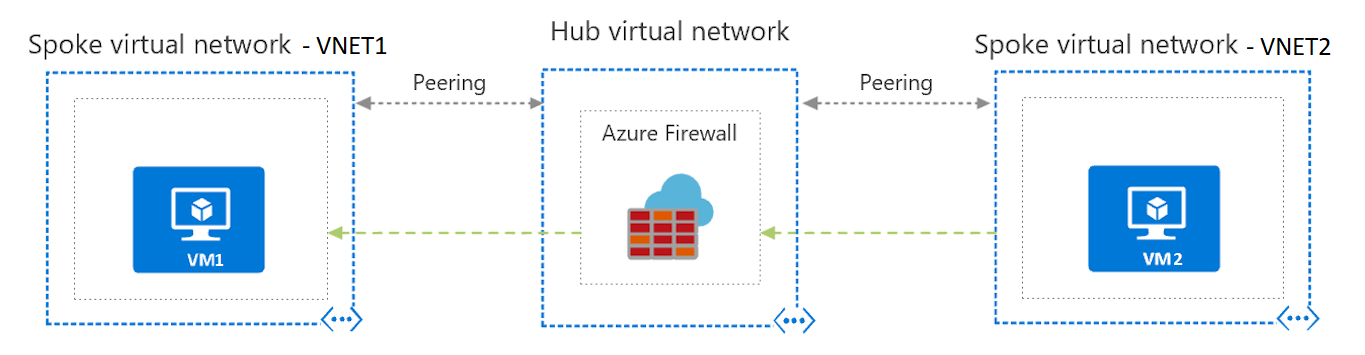 Spoke virtual network - VNET1
Hub virtual network
Spoke virtual network - VNET2
Peering
Peering
Azure Firewall
VM1
VM2